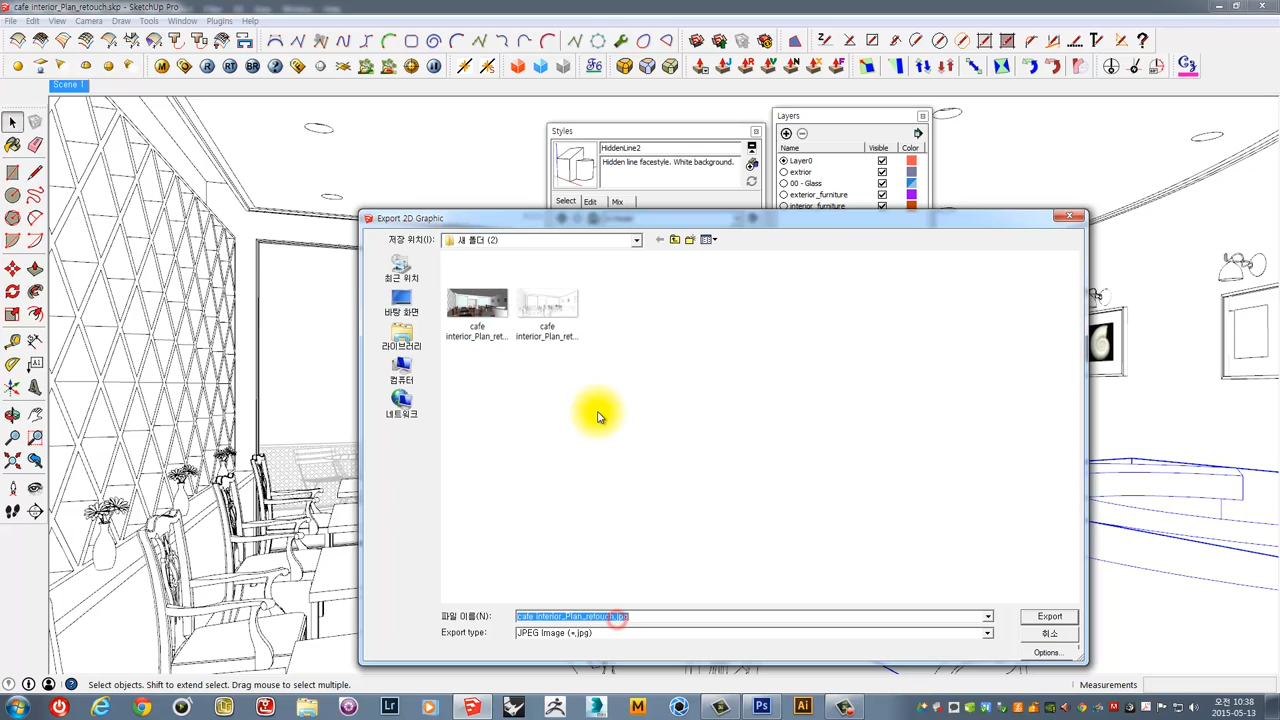 cafe interior_Plan_retouch.skp - SketchUp Pro
File Edit View Camera Draw Tools Window Plugins Help
M R RT BR F6 J R V N X F C3
Scene 1
Styles
HiddenLine2
Hidden line facestyle. White background.
Select Edit Mix
Layers
Name Visible Color
Layer0
extrior
00 - Glass
exterior_furniture
interior_furniture
Export 2D Graphic
저장 위치(I):
새 폴더 (2)
최근 위치
바탕 화면
라이브러리
컴퓨터
네트워크
cafe
interior_Plan_ret...
cafe
interior_Plan_ret...
파일 이름(N):
cafe interior_Plan_retouch.jpg
Export
Export type:
JPEG Image (*.jpg)
취소
Options...
Select objects. Shift to extend select. Drag mouse to select multiple.
Measurements
Lr
M
Ps
Ai
오전 10:38
2015-05-13